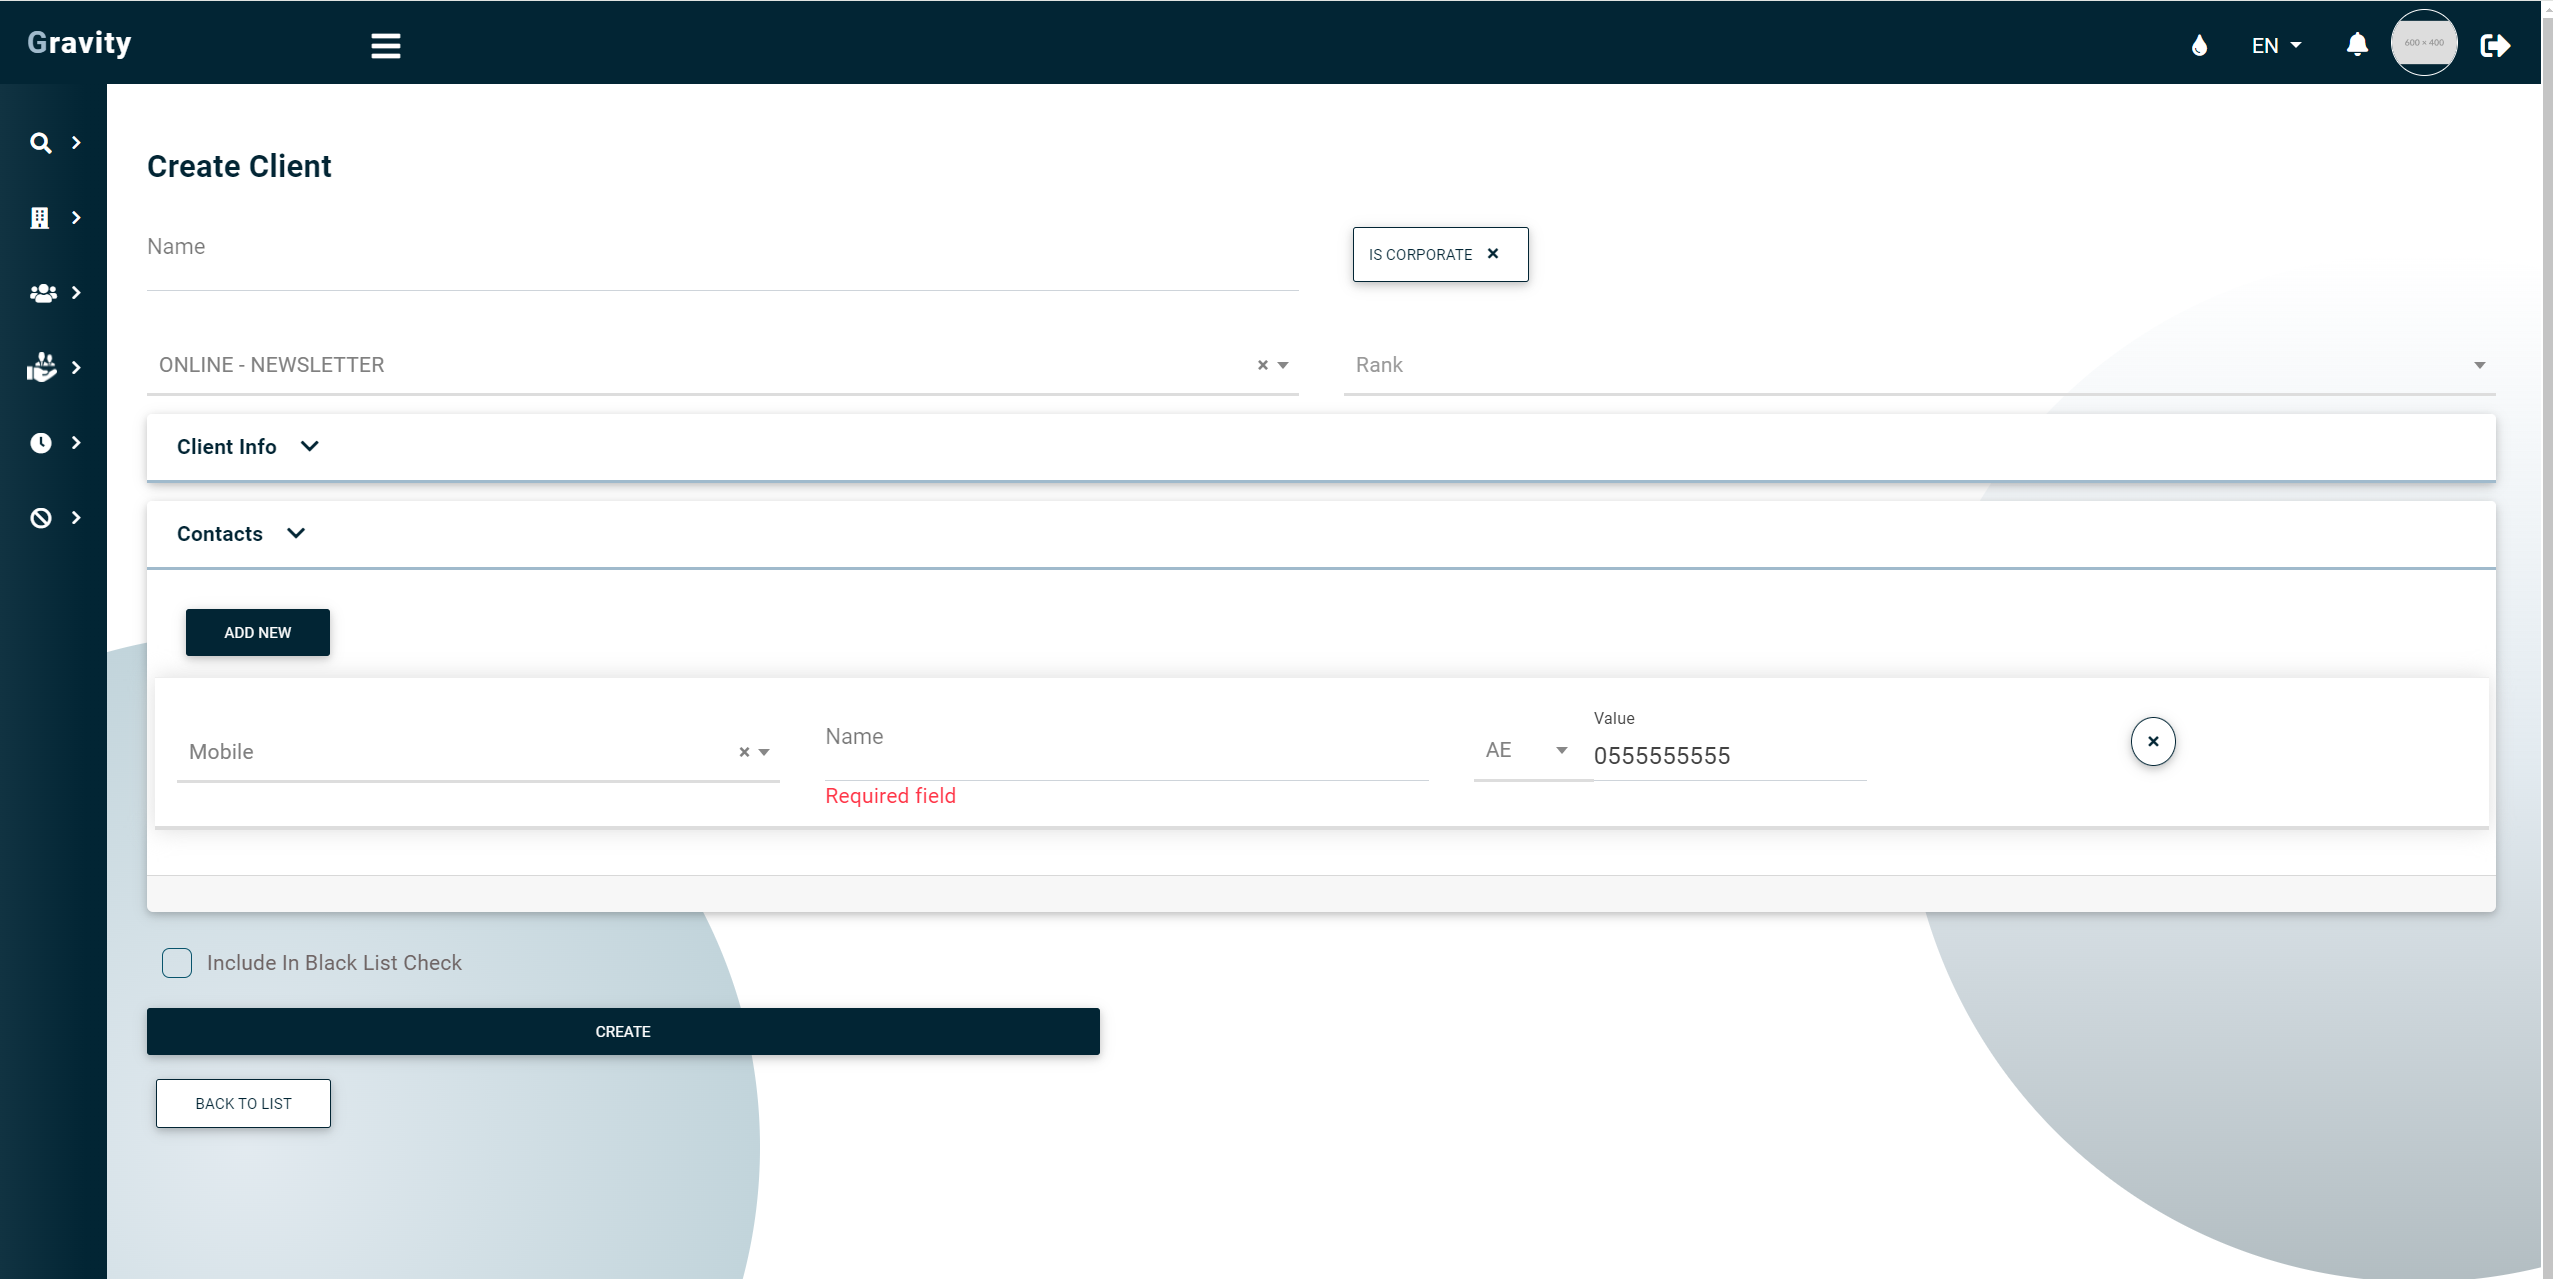 Gravity
EN
600 × 400
Create Client
Name
IS CORPORATE
ONLINE - NEWSLETTER
Rank
Client Info
Contacts
ADD NEW
Value
Mobile
Name
AE
0555555555
Required field
Include In Black List Check
CREATE
BACK TO LIST